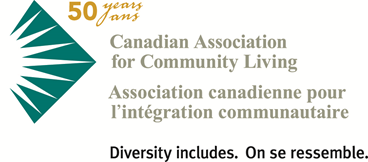 50 years
ans
Canadian Association
for Community Living
Association canadienne pour
l'intégration communautaire
Diversity includes. On se ressemble.